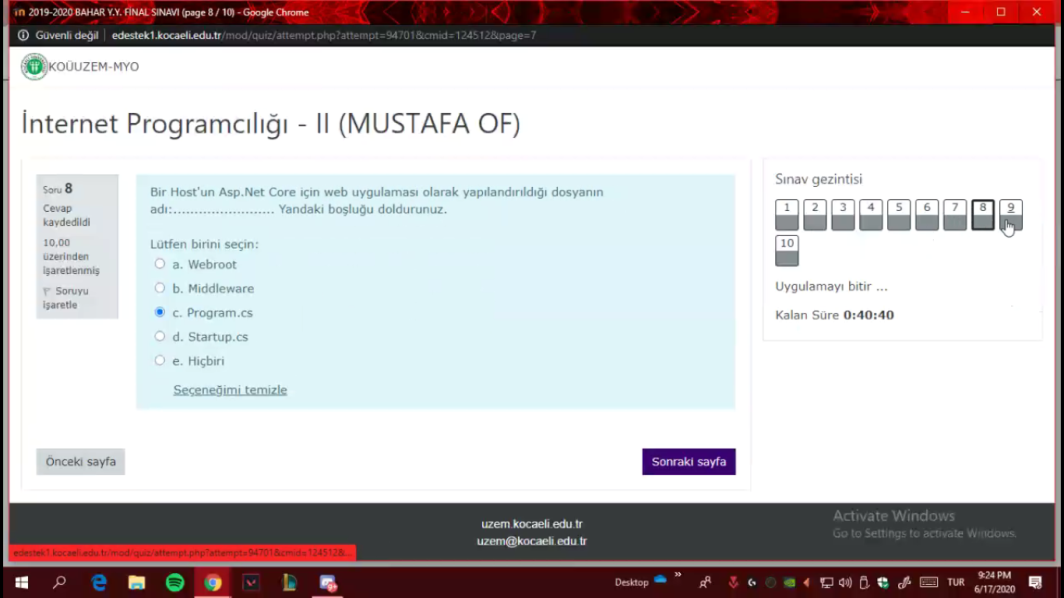 2019-2020 BAHAR Y.Y. FİNAL SINAVI (page 8 / 10) - Google Chrome
Güvenli değil
edestek1.kocaeli.edu.tr/mod/quiz/attempt.php?attempt=94701&cmid=124512&page=7
KOÜUZEM-MYO
İnternet Programcılığı - II (MUSTAFA OF)
Soru 8
Cevap
kaydedildi
10,00
üzerinden
işaretlenmiş
Soruyu
işaretle
Bir Host'un Asp.Net Core için web uygulaması olarak yapılandırıldığı dosyanın
adı:........................ Yandaki boşluğu doldurunuz.
Lütfen birini seçin:
a. Webroot
b. Middleware
c. Program.cs
d. Startup.cs
e. Hiçbiri
Seçeneğimi temizle
Önceki sayfa
Sonraki sayfa
Sınav gezintisi
1 2 3 4 5 6 7 8 9
10
Uygulamayı bitir ...
Kalan Süre 0:40:40
uzem.kocaeli.edu.tr
uzem@kocaeli.edu.tr
Activate Windows
Go to Settings to activate Windows.
edestek1.kocaeli.edu.tr/mod/quiz/attempt.php?attempt=94701&cmid=124512&...
Desktop
TUR
9:24 PM
6/17/2020